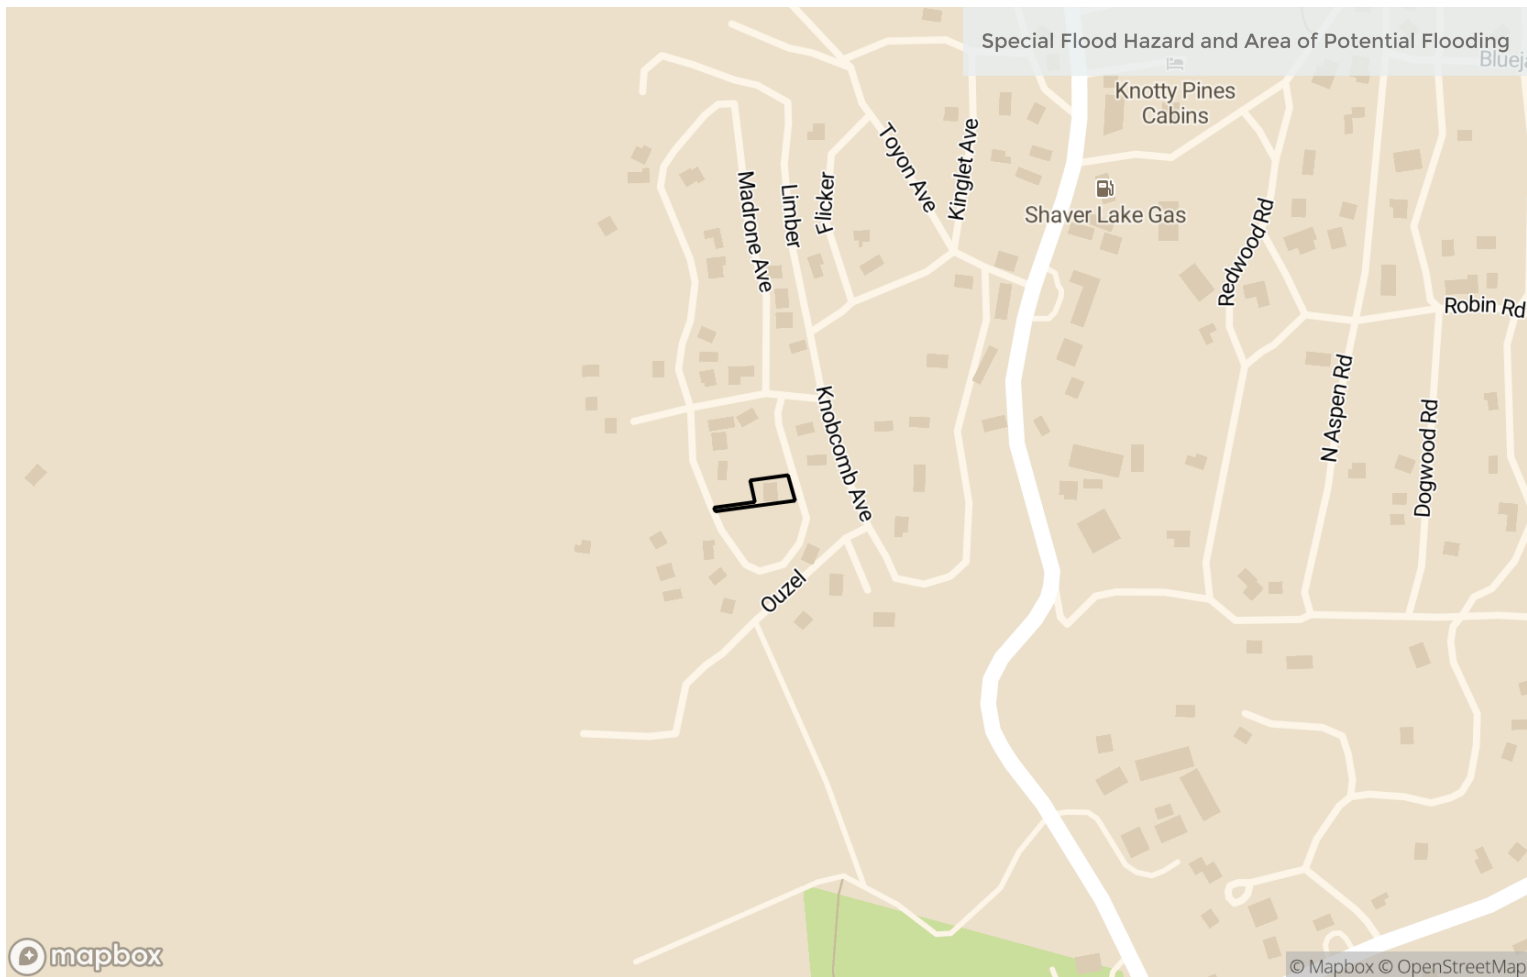 Special Flood Hazard and Area of Potential Flooding
Knotty Pines
Cabins
Toyon Ave
Kinglet Ave
Madrone Ave
Limber
Flicker
Shaver Lake Gas
Redwood Rd
Robin Rd
N Aspen Rd
Knobcomb Ave
Dogwood Rd
Ouzel
mapbox
© Mapbox © OpenStreetMap